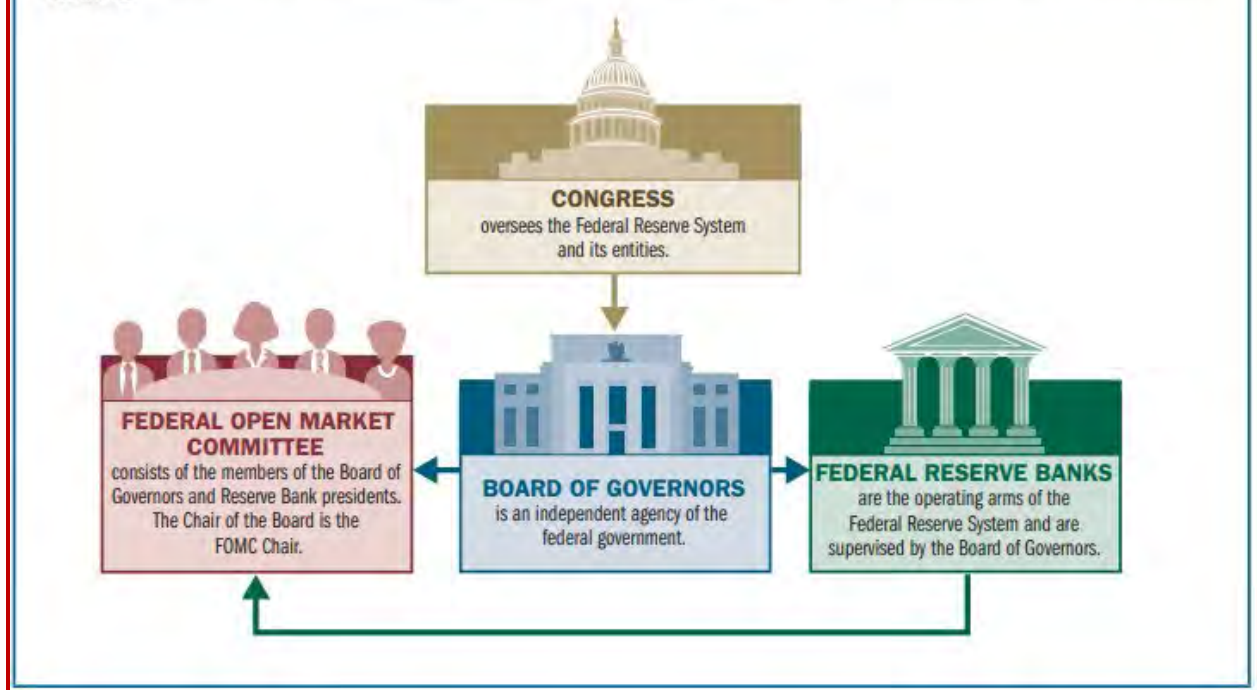 CONGRESS
oversees the Federal Reserve System
and its entities.
FEDERAL OPEN MARKET
COMMITTEE
consists of the members of the Board of
Governors and Reserve Bank presidents.
The Chair of the Board is the
FOMC Chair.
BOARD OF GOVERNORS
is an independent agency of the
federal government.
FEDERAL RESERVE BANKS
are the operating arms of the
Federal Reserve System and are
supervised by the Board of Governors.